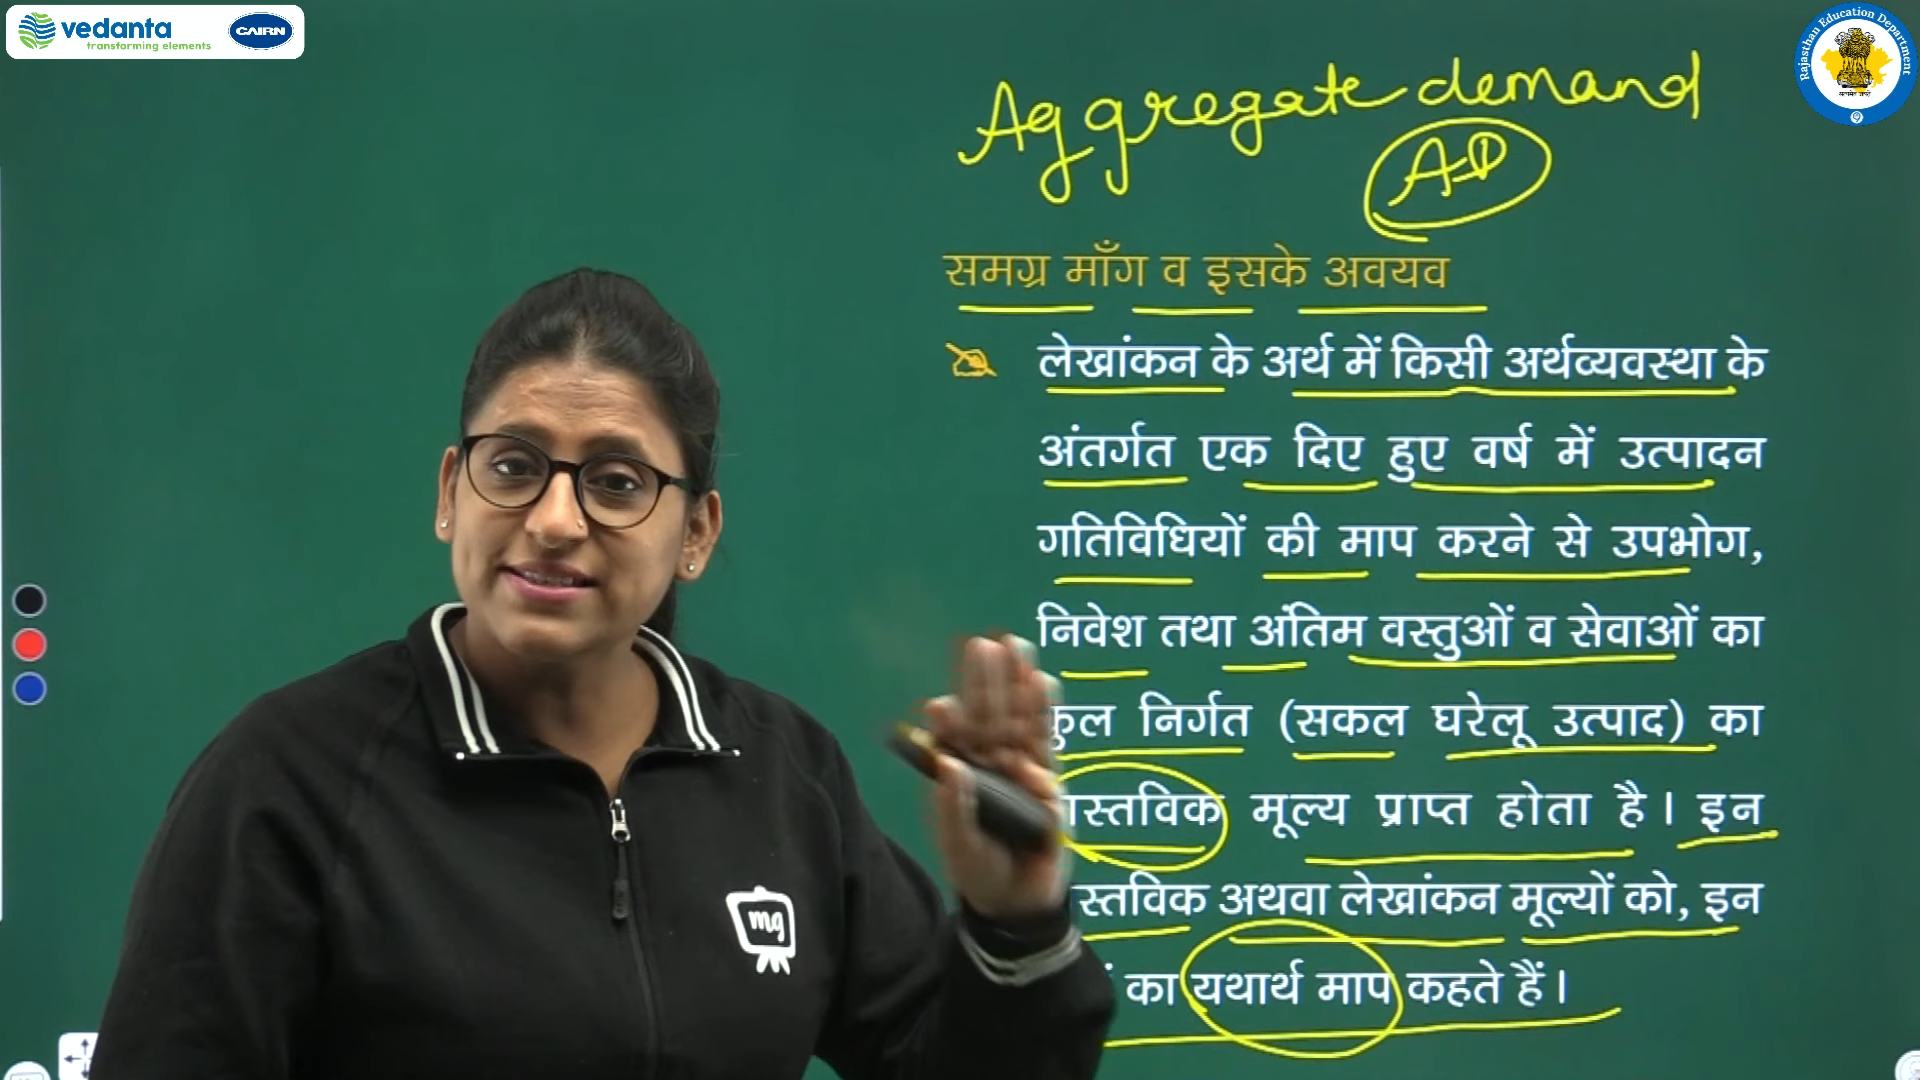 vedanta
transforming elements
CAIRN
Rajasthan Education Department
Aggregate demand
AD
समग्र माँग व इसके अवयव
लेखांकन के अर्थ में किसी अर्थव्यवस्था के
अंतर्गत एक दिए हुए वर्ष में उत्पादन
गतिविधियों की माप करने से उपभोग,
निवेश तथा अंतिम वस्तुओं व सेवाओं का
कुल निर्गत (सकल घरेलू उत्पाद) का
मूल्य प्राप्त होता है। इन
अथवा लेखांकन मूल्यों को, इन
का यथार्थ माप कहते हैं।
mg